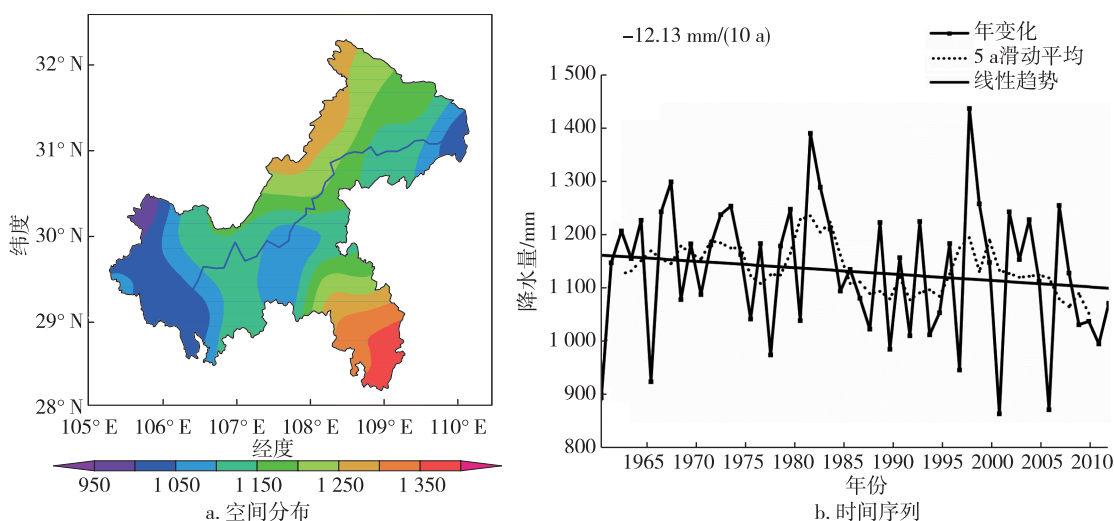 32° N
31° N
30° N
29° N
28° N
纬度
105° E 106° E 107° E 108° E 109° E 110° E
经度
950 1 050 1 150 1 250 1 350
a. 空间分布
−12.13 mm/(10 a)
年变化
5 a滑动平均
线性趋势
1 500
1 400
1 300
1 200
1 100
1 000
900
800
降水量/mm
1965 1970 1975 1980 1985 1990 1995 2000 2005 2010
年份
b. 时间序列